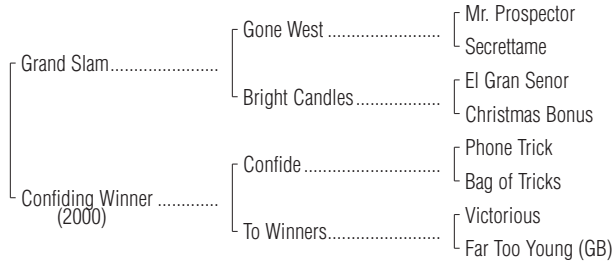 Mr. Prospector
Gone West ......................
Secrettame
Grand Slam.....................
El Gran Senor
Bright Candles ................
Christmas Bonus
Phone Trick
Confide ..........................
Bag of Tricks
Confiding Winner ............
(2000)
Victorious
To Winners......................
Far Too Young (GB)